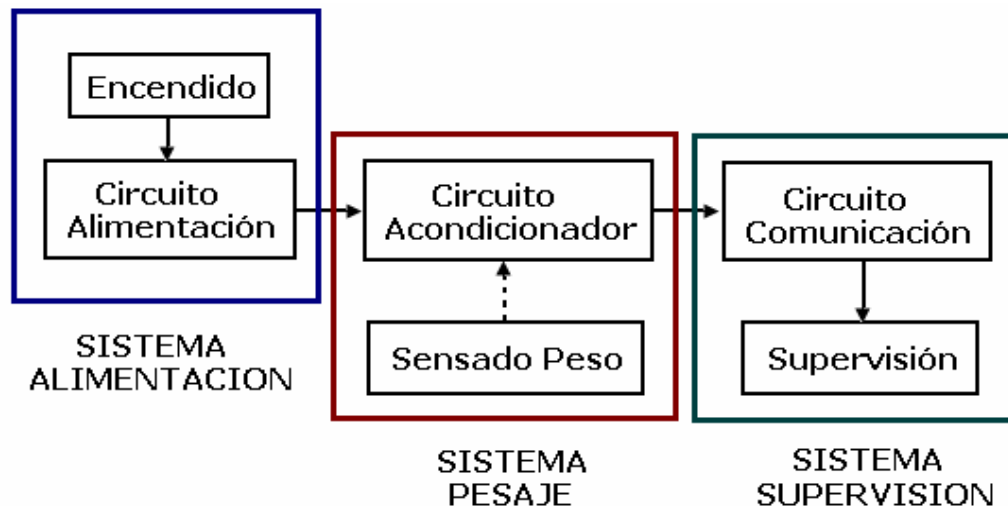 Encendido
Circuito
Alimentación
SISTEMA
ALIMENTACION
Circuito
Acondicionador
Sensado Peso
SISTEMA
PESAJE
Circuito
Comunicación
Supervisión
SISTEMA
SUPERVISION